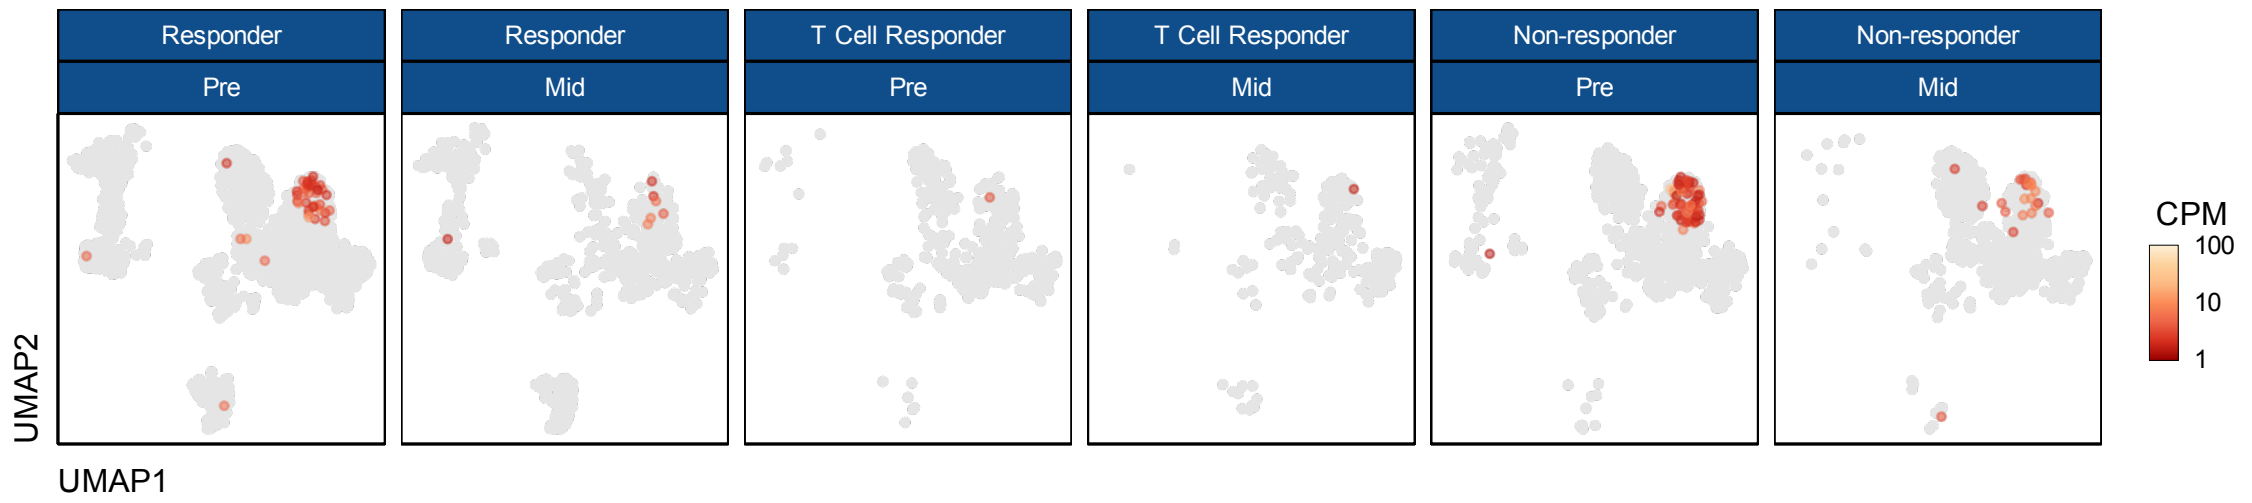 Responder
Responder
T Cell Responder
T Cell Responder
Non-responder
Non-responder
Pre
Mid
Pre
Mid
Pre
Mid
CPM
100
10
1
UMAP2
UMAP1